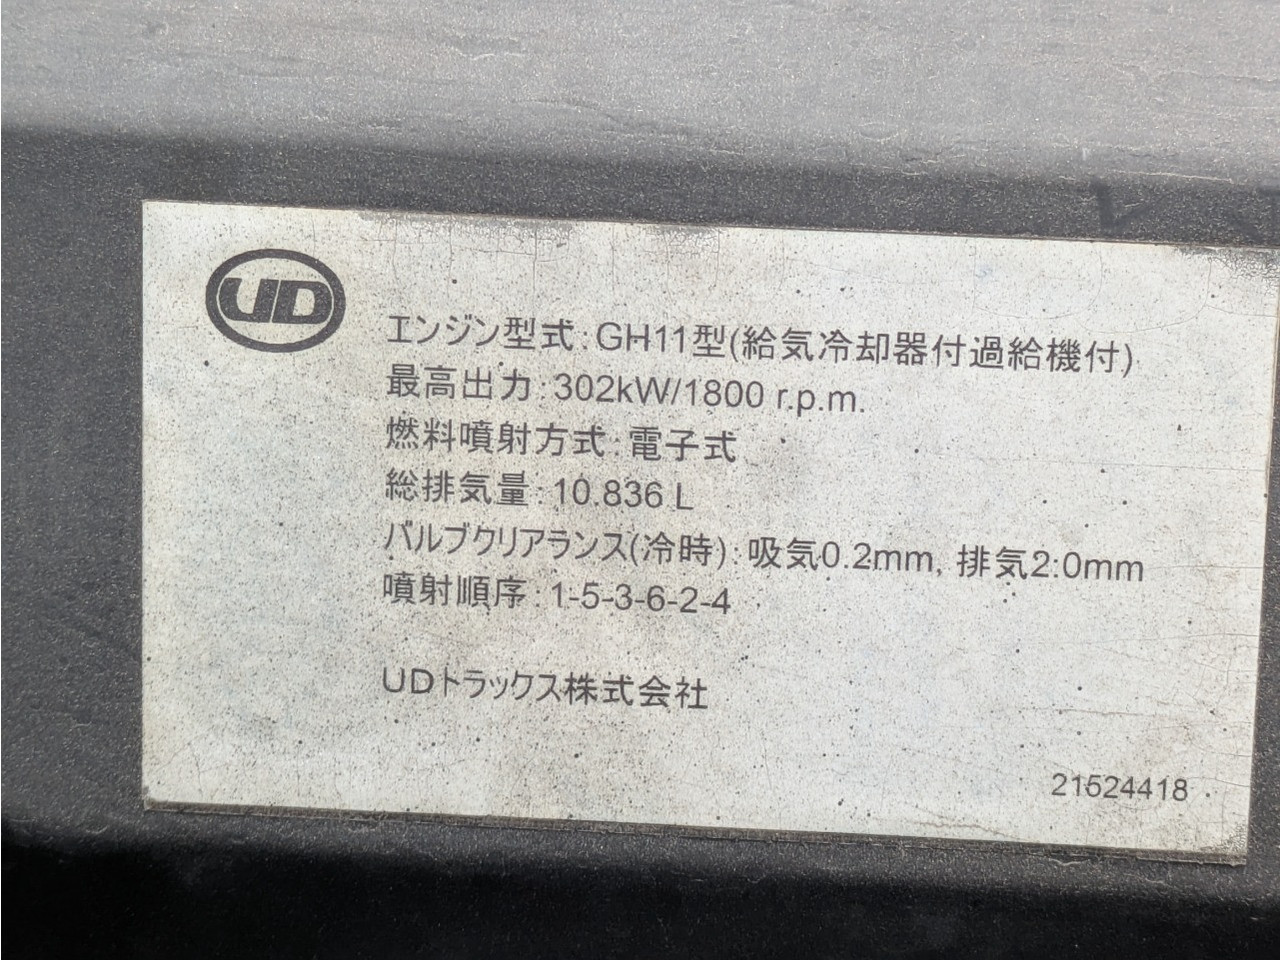 UD
エンジン型式:GH11型(給気冷却器付過給機付)
最高出力:302kW/1800 r.p.m.
燃料噴射方式:電子式
総排気量:10.836 L
バルブクリアランス(冷時):吸気0.2mm, 排気2.0mm
噴射順序:1-5-3-6-2-4
UDトラックス株式会社
21524418